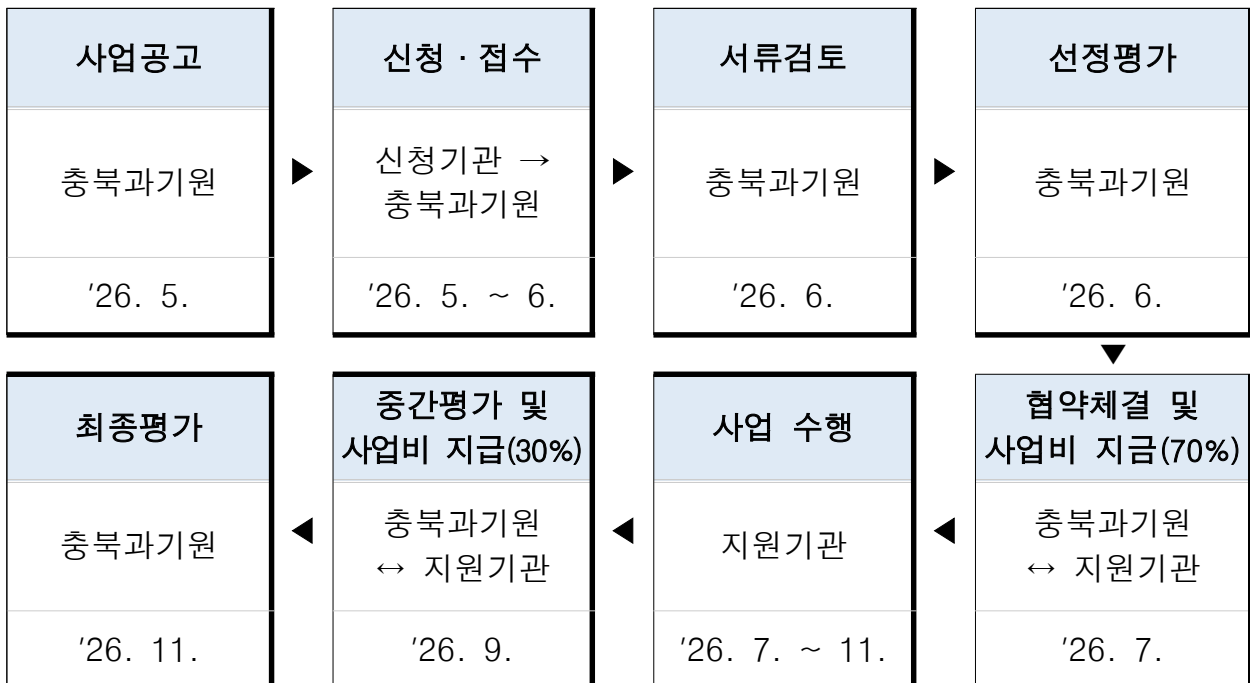 사업공고
충북과기원
'26. 5.
▶
신청 · 접수
신청기관 →
충북과기원
'26. 5. ~ 6.
▶
서류검토
충북과기원
'26. 6.
▶
선정평가
충북과기원
'26. 6.
▼
협약체결 및
사업비 지금(70%)
충북과기원
↔ 지원기관
'26. 7.
◀
사업 수행
지원기관
'26. 7. ~ 11.
◀
중간평가 및
사업비 지급(30%)
충북과기원
↔ 지원기관
'26. 9.
◀
최종평가
충북과기원
'26. 11.